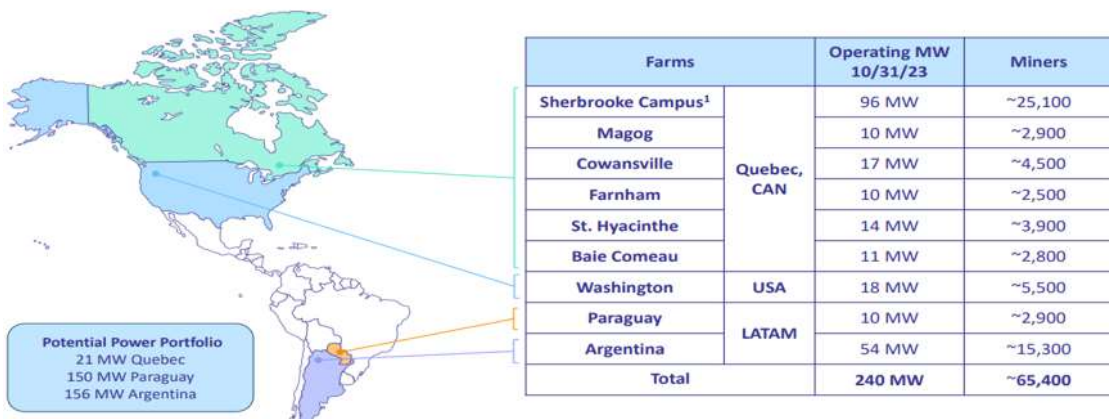 Farms Operating MW 10/31/23 Miners
Sherbrooke Campus¹ Quebec, CAN 96 MW ~25,100
Magog 10 MW ~2,900
Cowansville 17 MW ~4,500
Farnham 10 MW ~2,500
St. Hyacinthe 14 MW ~3,900
Baie Comeau 11 MW ~2,800
Washington USA 18 MW ~5,500
Paraguay LATAM 10 MW ~2,900
Argentina 54 MW ~15,300
Total 240 MW ~65,400
Potential Power Portfolio
21 MW Quebec
150 MW Paraguay
156 MW Argentina